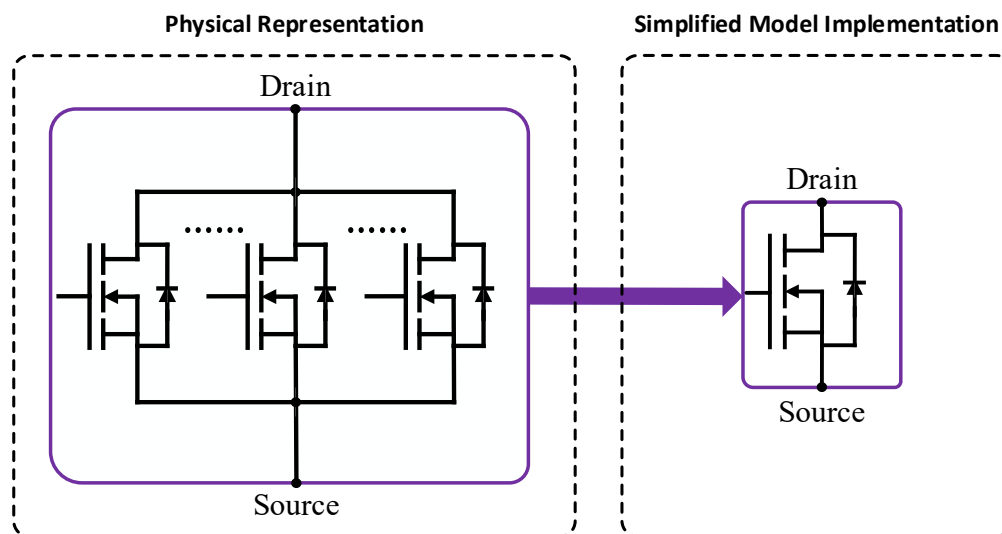 Physical Representation
Simplified Model Implementation
Drain
Source
Drain
Source